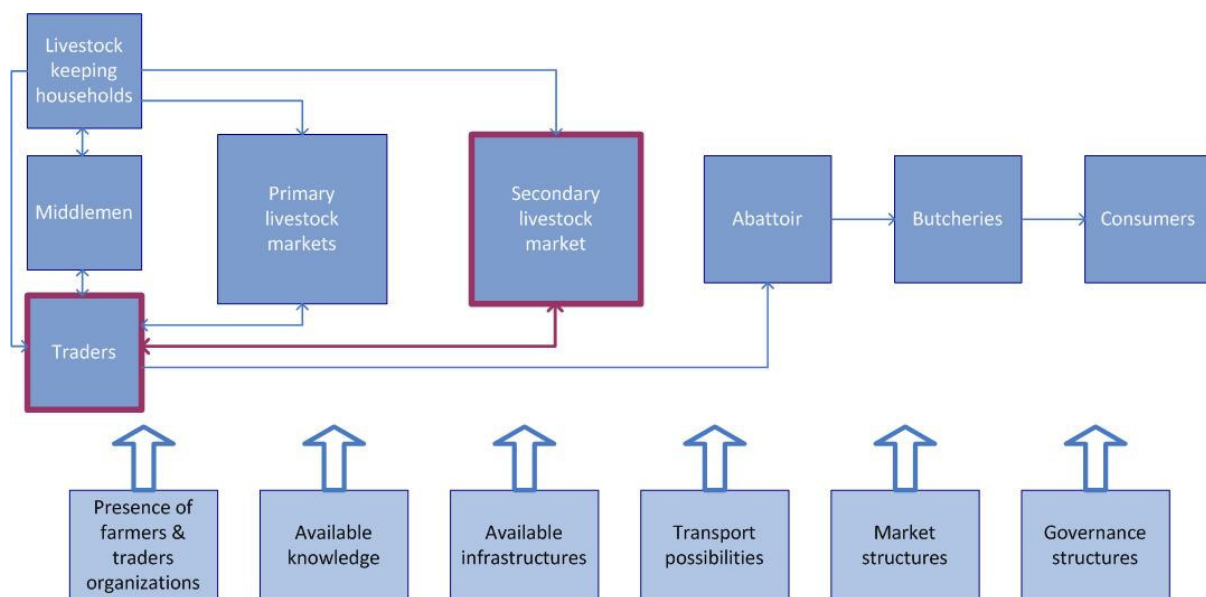 Livestock
keeping
households
Middlemen
Traders
Primary
livestock
markets
Secondary
livestock
market
Abattoir
Butcheries
Consumers
Presence of
farmers &
traders
organizations
Available
knowledge
Available
infrastructures
Transport
possibilities
Market
structures
Governance
structures